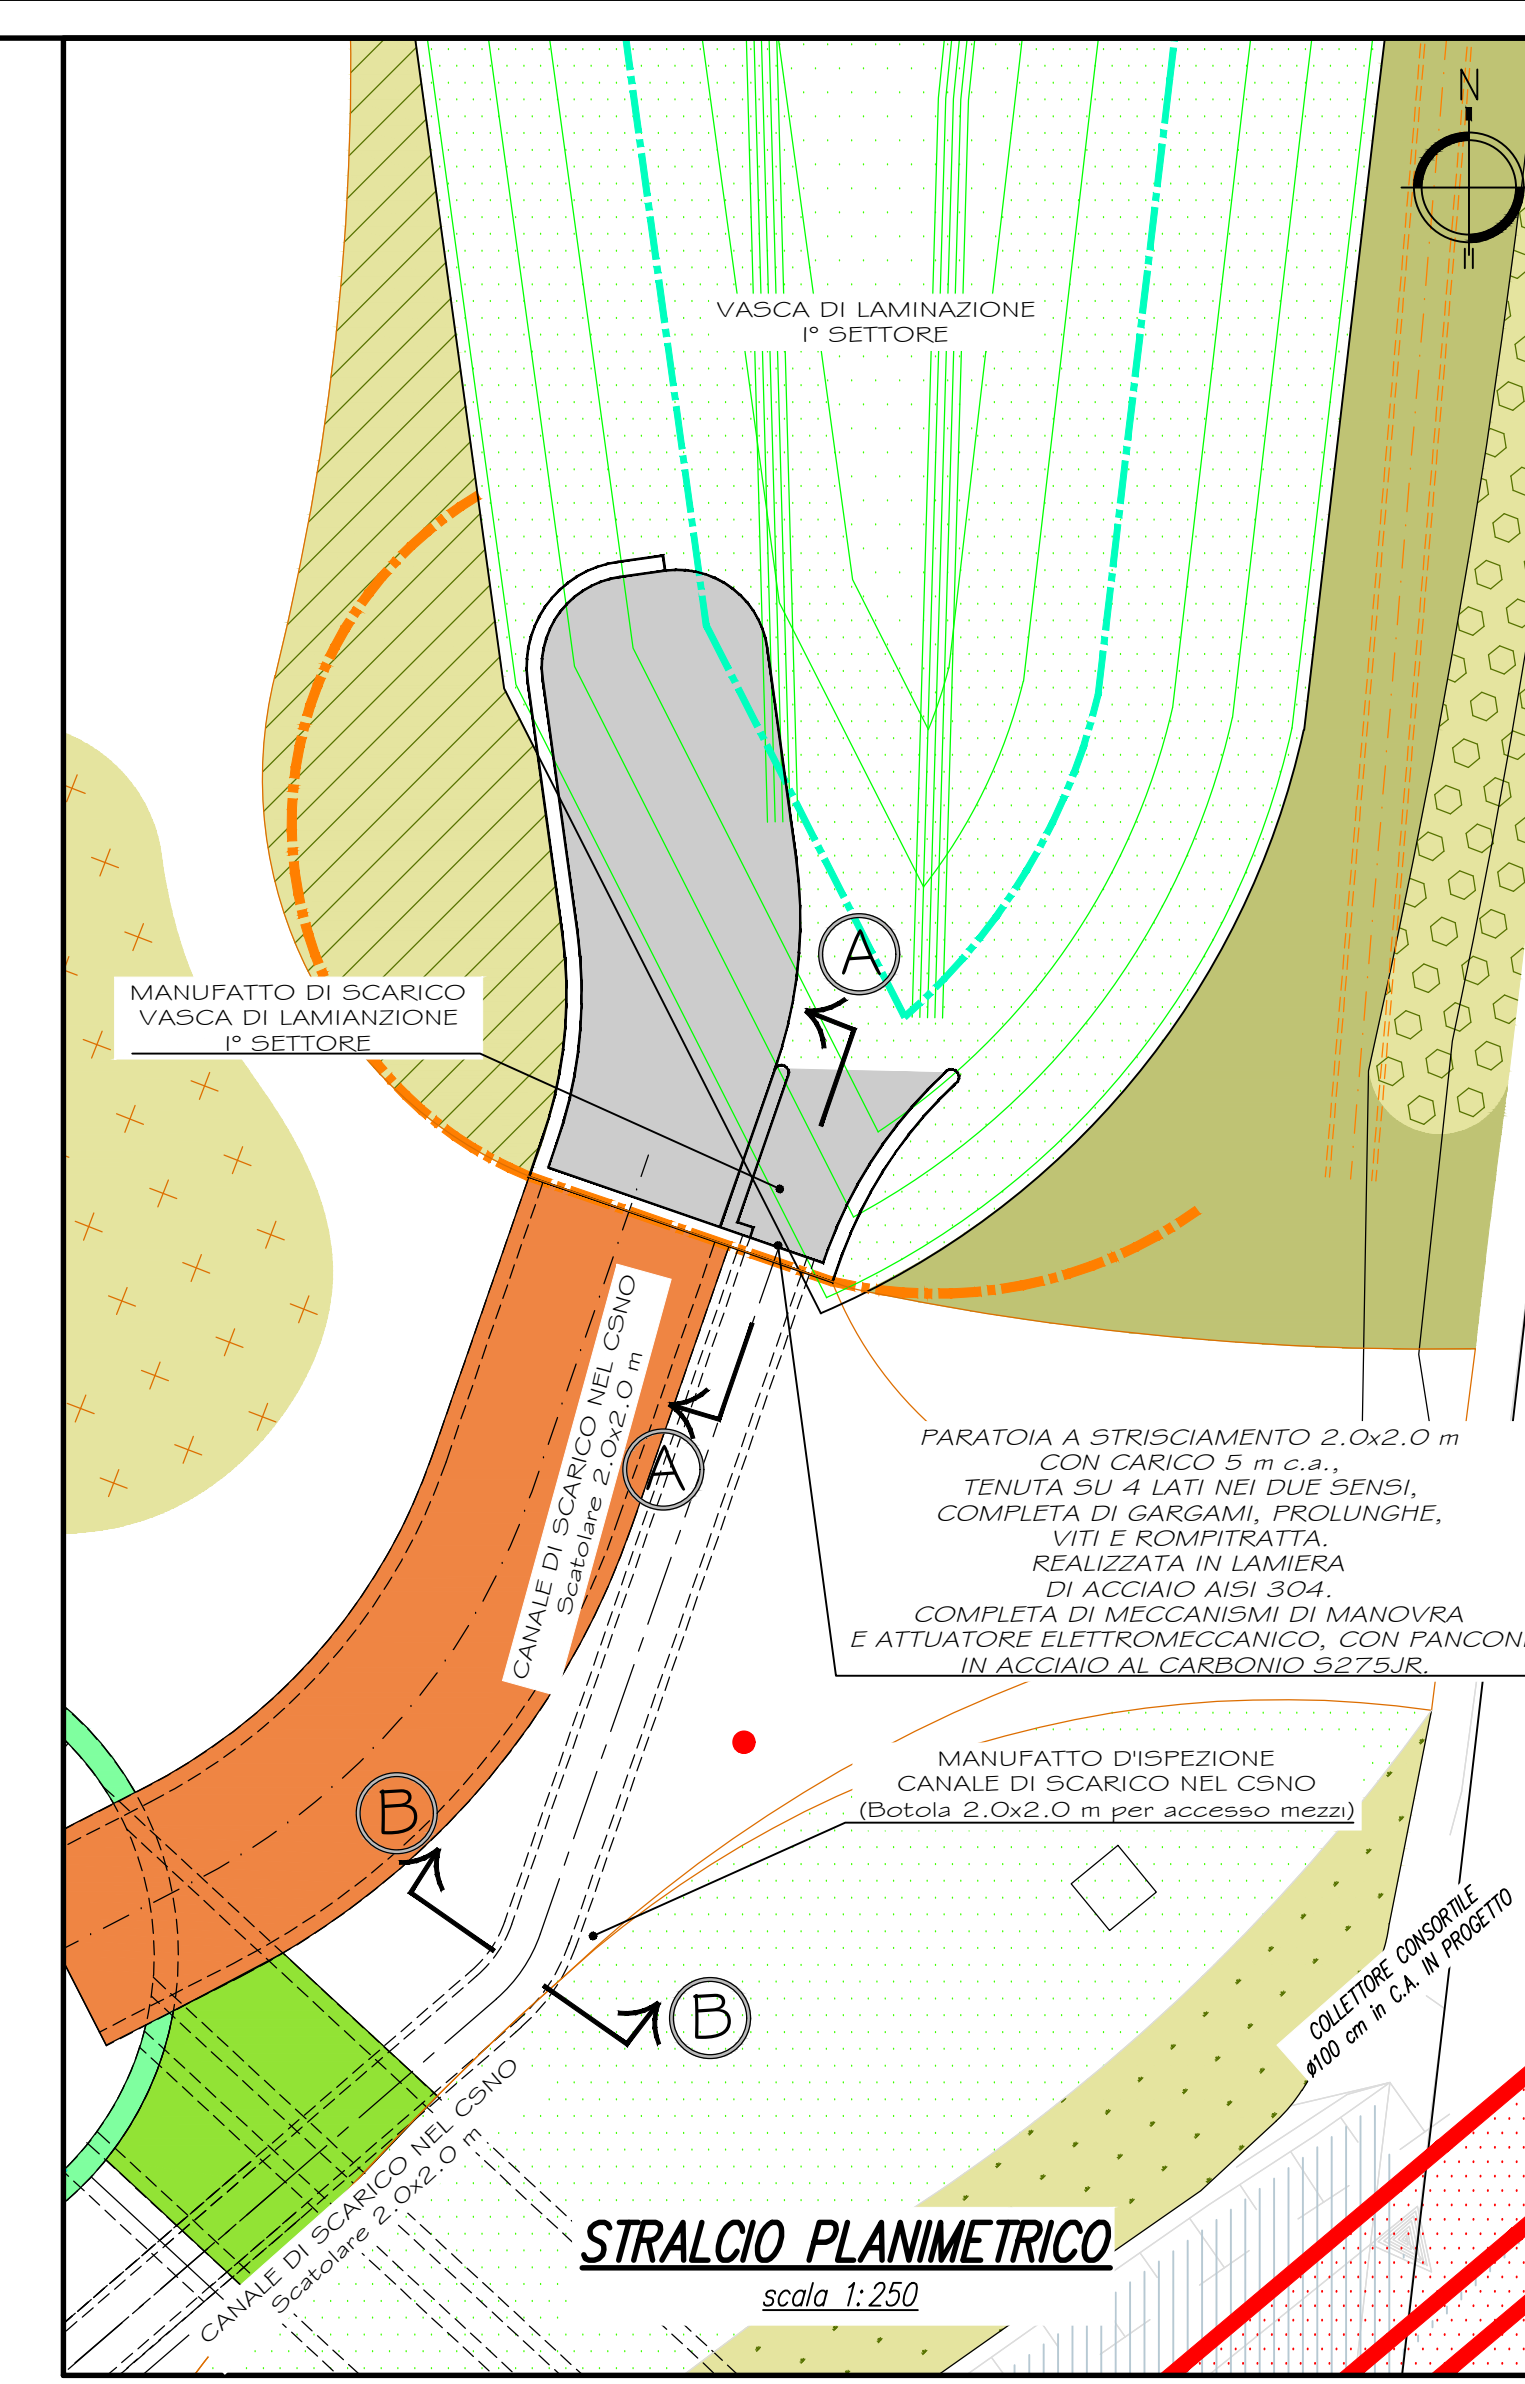 N
VASCA DI LAMINAZIONE
I° SETTORE
A
MANUFATTO DI SCARICO
VASCA DI LAMIANZIONE
I° SETTORE
CANALE DI SCARICO NEL CSNO
Scatolare 2.0x2.0 m
A
PARATOIA A STRISCIAMENTO 2.0x2.0 m
CON CARICO 5 m c.a.,
TENUTA SU 4 LATI NEI DUE SENSI,
COMPLETA DI GARGAMI, PROLUNGHE,
VITI E ROMPITRATTA.
REALIZZATA IN LAMIERA
DI ACCIAIO AISI 304.
COMPLETA DI MECCANISMI DI MANOVRA
E ATTUATORE ELETTROMECCANICO, CON PANCONI
IN ACCIAIO AL CARBONIO S275JR.
MANUFATTO D'ISPEZIONE
CANALE DI SCARICO NEL CSNO
(Botola 2.0x2.0 m per accesso mezzi)
B
B
COLLETTORE CONSORTILE
ø100 cm in C.A. IN PROGETTO
CANALE DI SCARICO NEL CSNO
Scatolare 2.0x2.0 m
STRALCIO PLANIMETRICO
scala 1:250